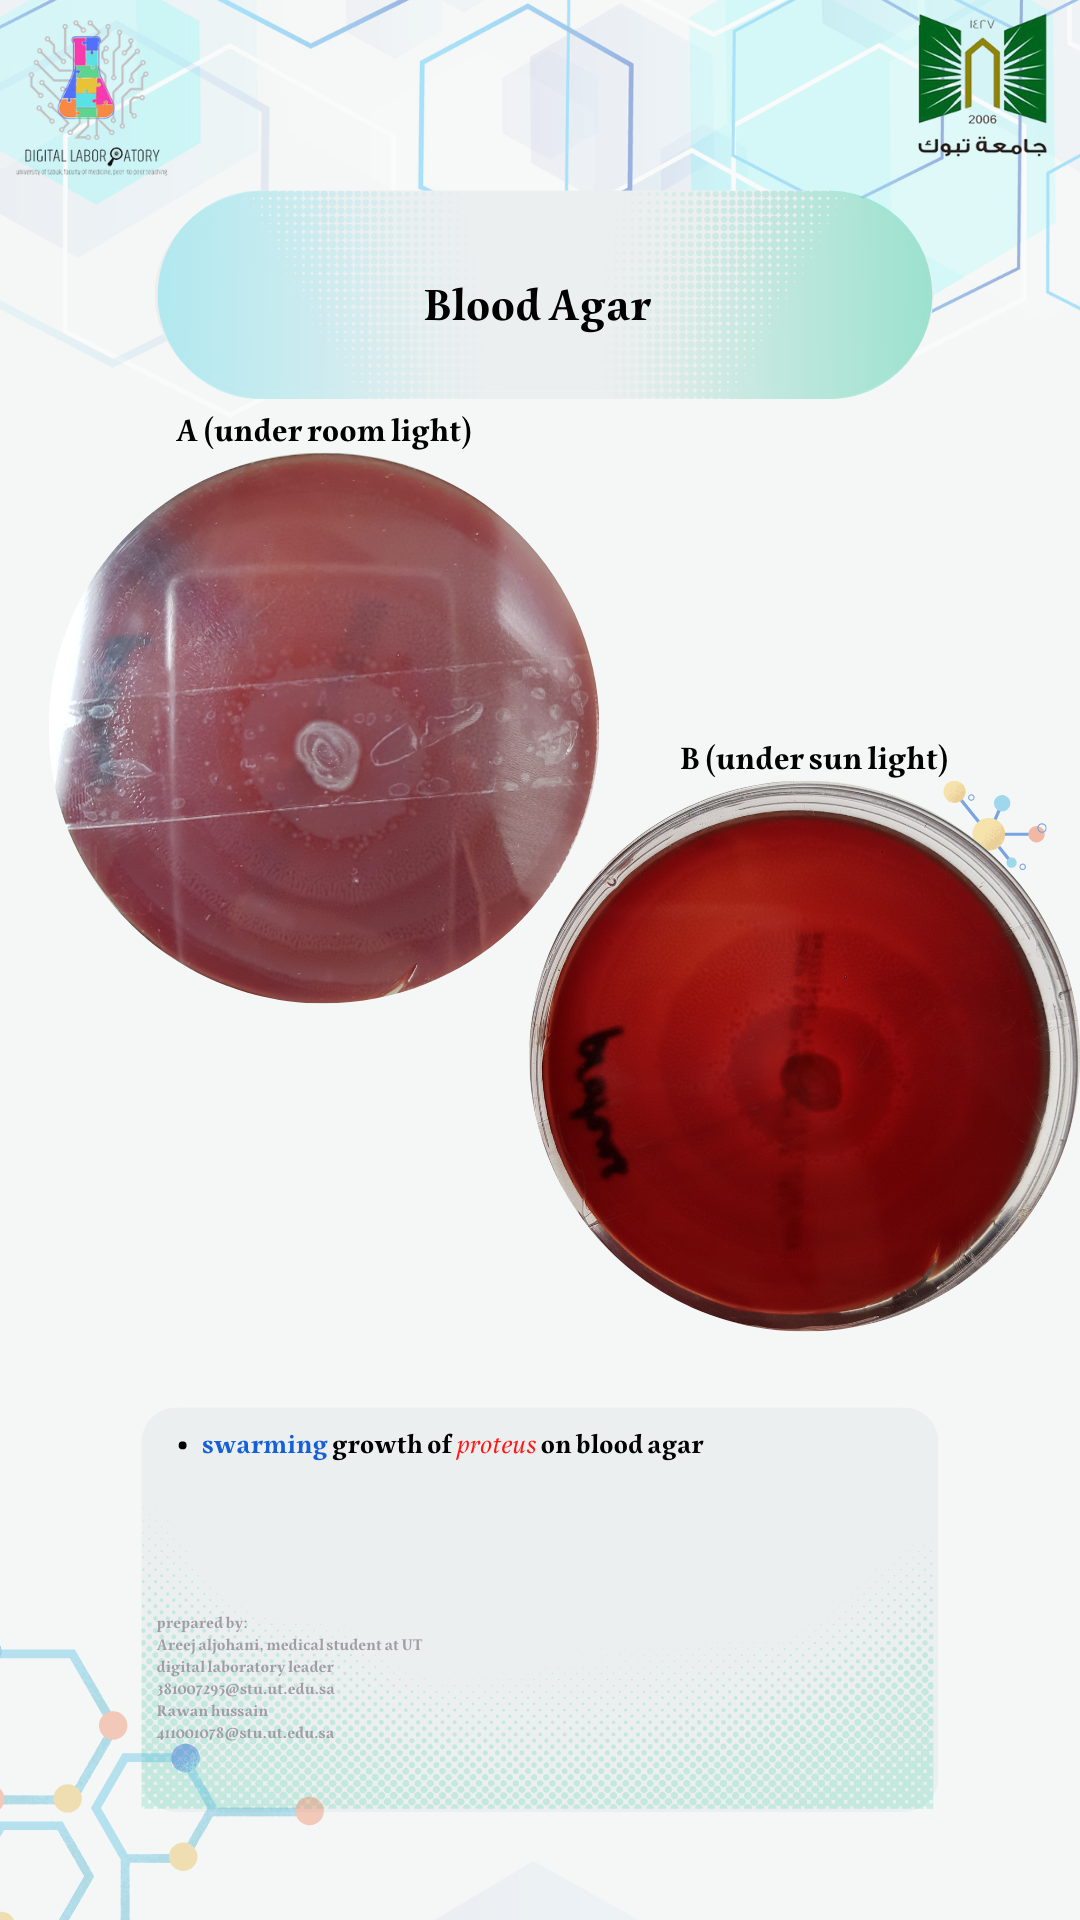 DIGITAL LABORATORY
university of tabuk, faculty of medicine, peer-to-peer teaching
١٤٢٧
2006
جامعة تبوك
Blood Agar
A (under room light)
B (under sun light)
• swarming growth of proteus on blood agar
prepared by:
Areej aljohani, medical student at UT
digital laboratory leader
381007295@stu.ut.edu.sa
Rawan hussain
411001078@stu.ut.edu.sa